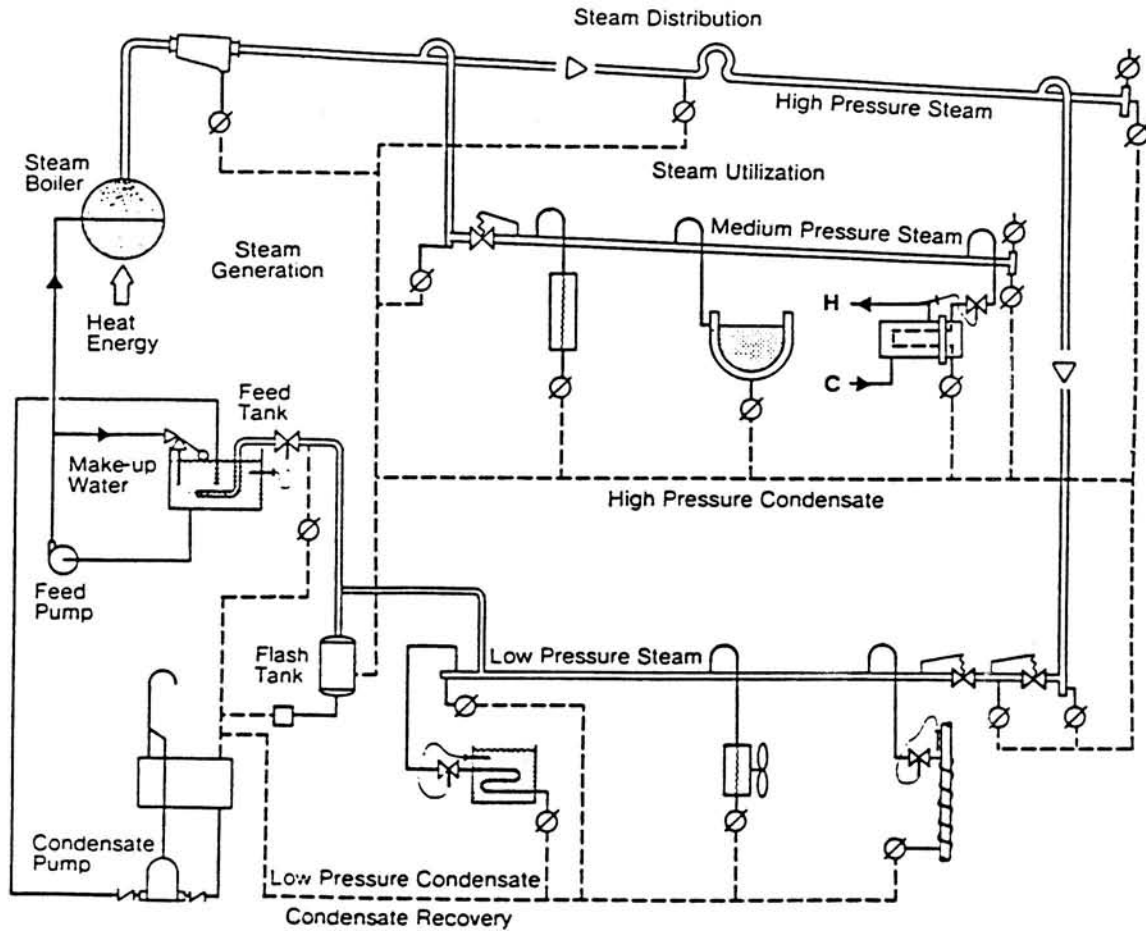 Steam Distribution
High Pressure Steam
Steam
Boiler
Steam Utilization
Medium Pressure Steam
Steam
Generation
Heat
Energy
H
C
Feed
Tank
Make-up
Water
High Pressure Condensate
Feed
Pump
Flash
Tank
Low Pressure Steam
Condensate
Pump
Low Pressure Condensate
Condensate Recovery